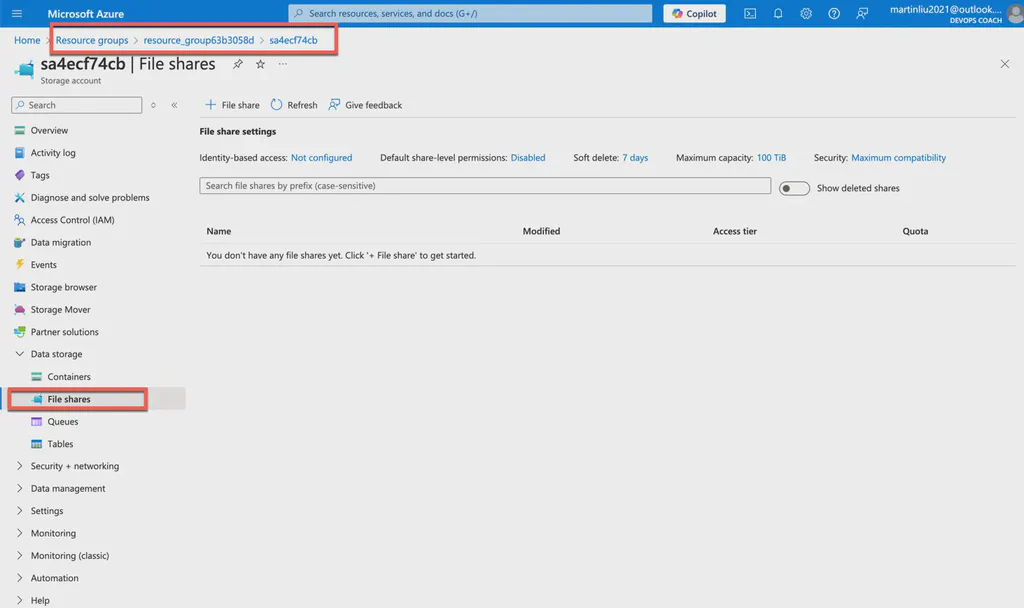 Microsoft Azure
Search resources, services, and docs (G+/)
Copilot
martinliu2021@outlook....
DEVOPS COACH
Home > Resource groups > resource_group63b3058d > sa4ecf74cb
sa4ecf74cb | File shares
Storage account
Search
Overview
Activity log
Tags
Diagnose and solve problems
Access Control (IAM)
Data migration
Events
Storage browser
Storage Mover
Partner solutions
Data storage
Containers
File shares
Queues
Tables
Security + networking
Data management
Settings
Monitoring
Monitoring (classic)
Automation
Help
+ File share Refresh Give feedback
File share settings
Identity-based access: Not configured Default share-level permissions: Disabled Soft delete: 7 days Maximum capacity: 100 TiB Security: Maximum compatibility
Search file shares by prefix (case-sensitive)
Show deleted shares
Name Modified Access tier Quota
You don't have any file shares yet. Click '+ File share' to get started.